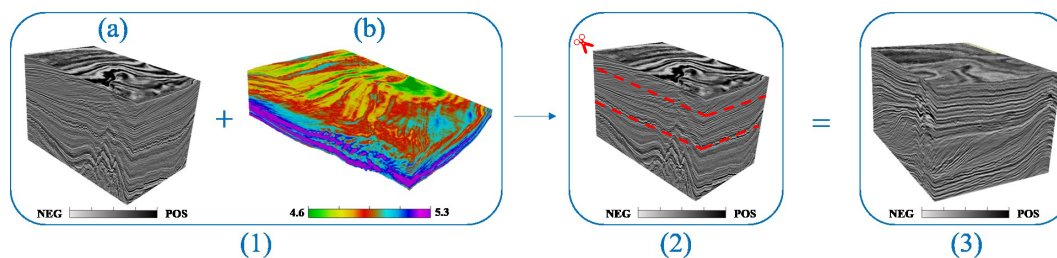 (a)
(b)
+
=
NEG POS
4.6 5.3
NEG POS
NEG POS
(1)
(2)
(3)